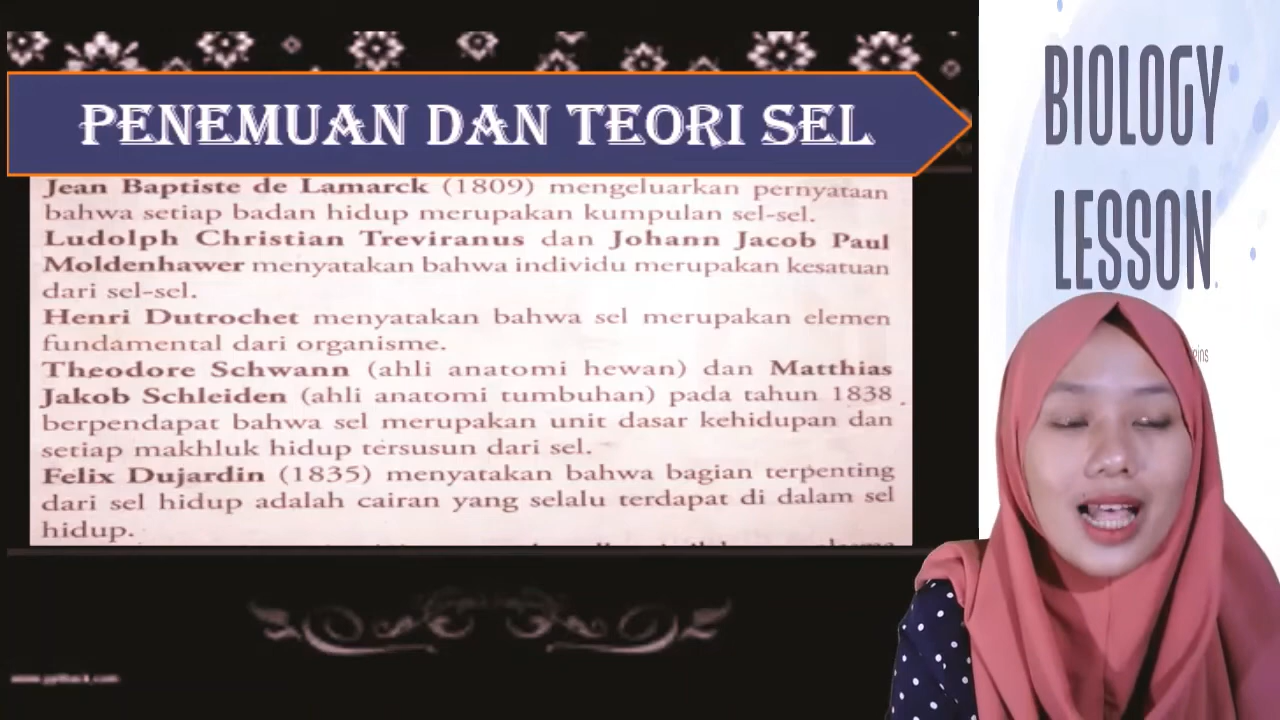 PENEMUAN DAN TEORI SEL
Jean Baptiste de Lamarck (1809) mengeluarkan pernyataan
bahwa setiap badan hidup merupakan kumpulan sel-sel.
Ludolph Christian Treviranus dan Johann Jacob Paul
Moldenhawer menyatakan bahwa individu merupakan kesatuan
dari sel-sel.
Henri Dutrochet menyatakan bahwa sel merupakan elemen
fundamental dari organisme.
Theodore Schwann (ahli anatomi hewan) dan Matthias
Jakob Schleiden (ahli anatomi tumbuhan) pada tahun 1838
berpendapat bahwa sel merupakan unit dasar kehidupan dan
setiap makhluk hidup tersusun dari sel.
Felix Dujardin (1835) menyatakan bahwa bagian terpenting
dari sel hidup adalah cairan yang selalu terdapat di dalam sel
hidup.
BIOLOGY
LESSON